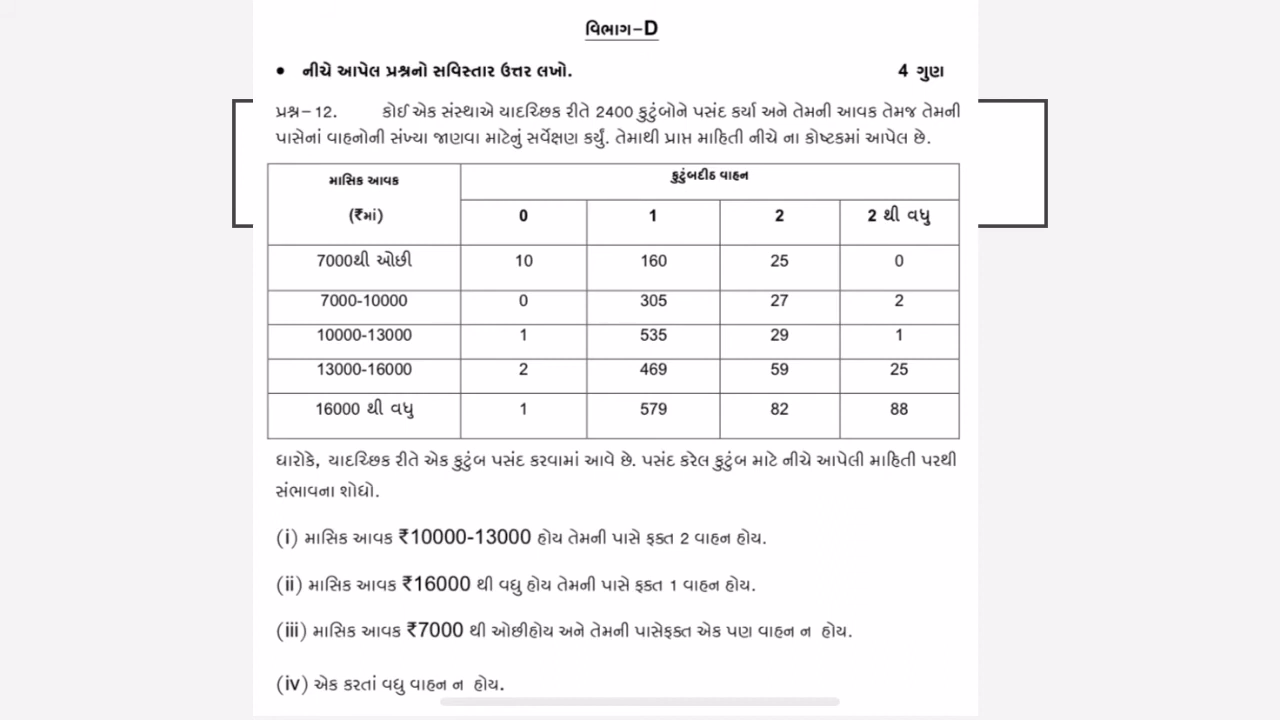 વિભાગ–D
• નીચે આપેલ પ્રશ્નનો સવિસ્તાર ઉત્તર લખો. 4 ગુણ
પ્રશ્ન– 12. કોઈ એક સંસ્થાએ યાદચ્છિક રીતે 2400 કુટુંબોને પસંદ કર્યા અને તેમની આવક તેમજ તેમની
પાસેનાં વાહનોની સંખ્યા જાણવા માટેનું સર્વેક્ષણ કર્યું. તેમાથી પ્રાપ્ત માહિતી નીચે ના કોષ્ટકમાં આપેલ છે.
માસિક આવક કુટુંબદીઠ વાહન
(₹માં) 0 1 2 2 થી વધુ
7000થી ઓછી 10 160 25 0
7000-10000 0 305 27 2
10000-13000 1 535 29 1
13000-16000 2 469 59 25
16000 થી વધુ 1 579 82 88
ધારોકે, યાદચ્છિક રીતે એક કુટુંબ પસંદ કરવામાં આવે છે. પસંદ કરેલ કુટુંબ માટે નીચે આપેલી માહિતી પરથી
સંભાવના શોધો.
(i) માસિક આવક ₹10000-13000 હોય તેમની પાસે ફક્ત 2 વાહન હોય.
(ii) માસિક આવક ₹16000 થી વધુ હોય તેમની પાસે ફક્ત 1 વાહન હોય.
(iii) માસિક આવક ₹7000 થી ઓછીહોય અને તેમની પાસેફક્ત એક પણ વાહન ન હોય.
(iv) એક કરતાં વધુ વાહન ન હોય.